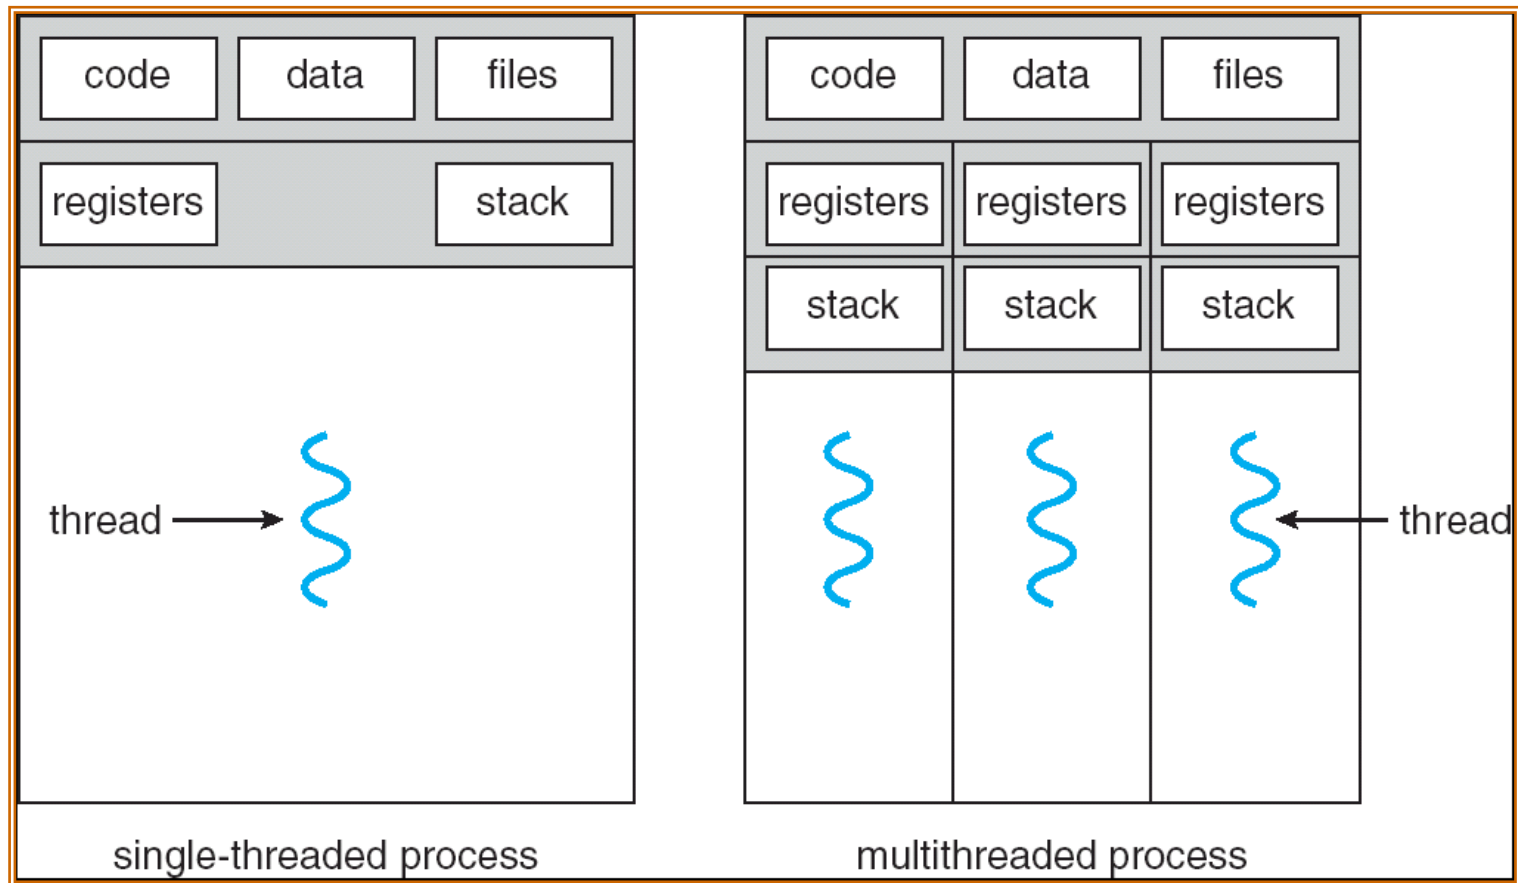 code data files
registers stack
thread
single-threaded process
code data files
registers registers registers
stack stack stack
thread
multithreaded process